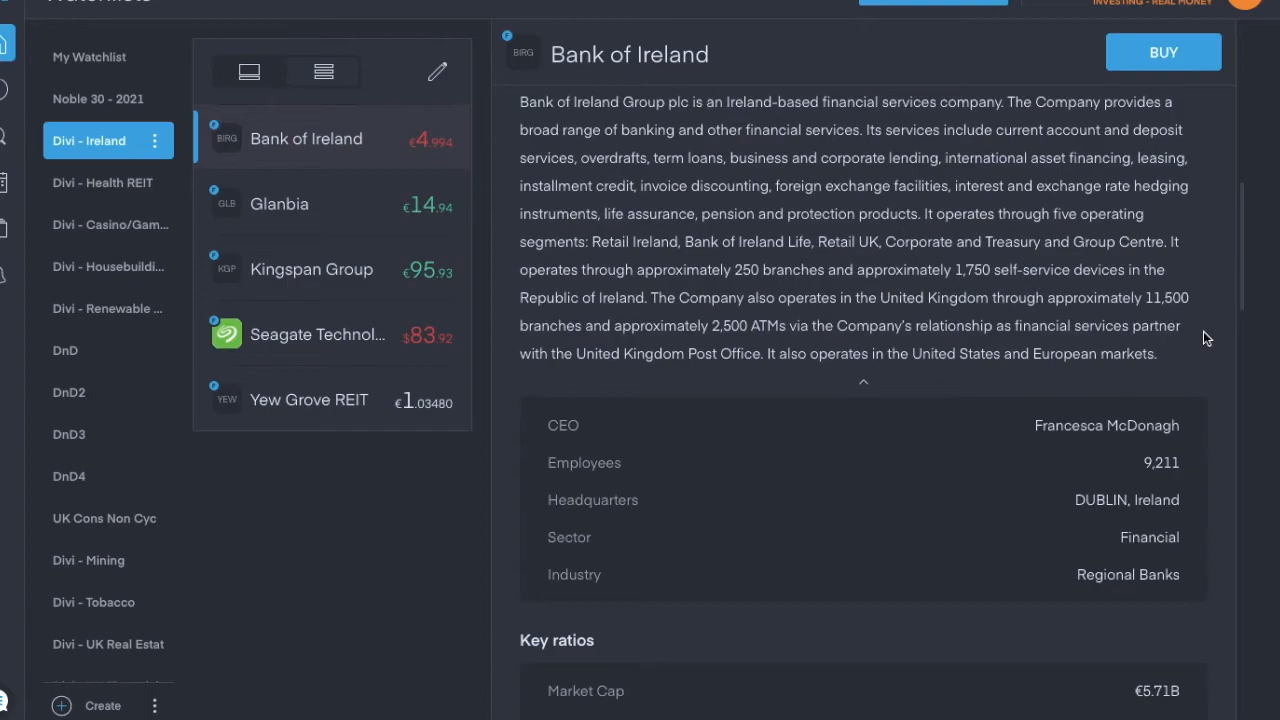 INVESTING - REAL MONEY
My Watchlist
Noble 30 - 2021
Divi - Ireland
Divi - Health REIT
Divi - Casino/Gam...
Divi - Housebuildi...
Divi - Renewable ...
DnD
DnD2
DnD3
DnD4
UK Cons Non Cyc
Divi - Mining
Divi - Tobacco
Divi - UK Real Estat
Create
BIRG Bank of Ireland €4.994
GLB Glanbia €14.94
KGP Kingspan Group €95.93
Seagate Technol... $83.92
YEW Yew Grove REIT €1.03480
BIRG Bank of Ireland
BUY
Bank of Ireland Group plc is an Ireland-based financial services company. The Company provides a
broad range of banking and other financial services. Its services include current account and deposit
services, overdrafts, term loans, business and corporate lending, international asset financing, leasing,
installment credit, invoice discounting, foreign exchange facilities, interest and exchange rate hedging
instruments, life assurance, pension and protection products. It operates through five operating
segments: Retail Ireland, Bank of Ireland Life, Retail UK, Corporate and Treasury and Group Centre. It
operates through approximately 250 branches and approximately 1,750 self-service devices in the
Republic of Ireland. The Company also operates in the United Kingdom through approximately 11,500
branches and approximately 2,500 ATMs via the Company's relationship as financial services partner
with the United Kingdom Post Office. It also operates in the United States and European markets.
CEO Francesca McDonagh
Employees 9,211
Headquarters DUBLIN, Ireland
Sector Financial
Industry Regional Banks
Key ratios
Market Cap €5.71B